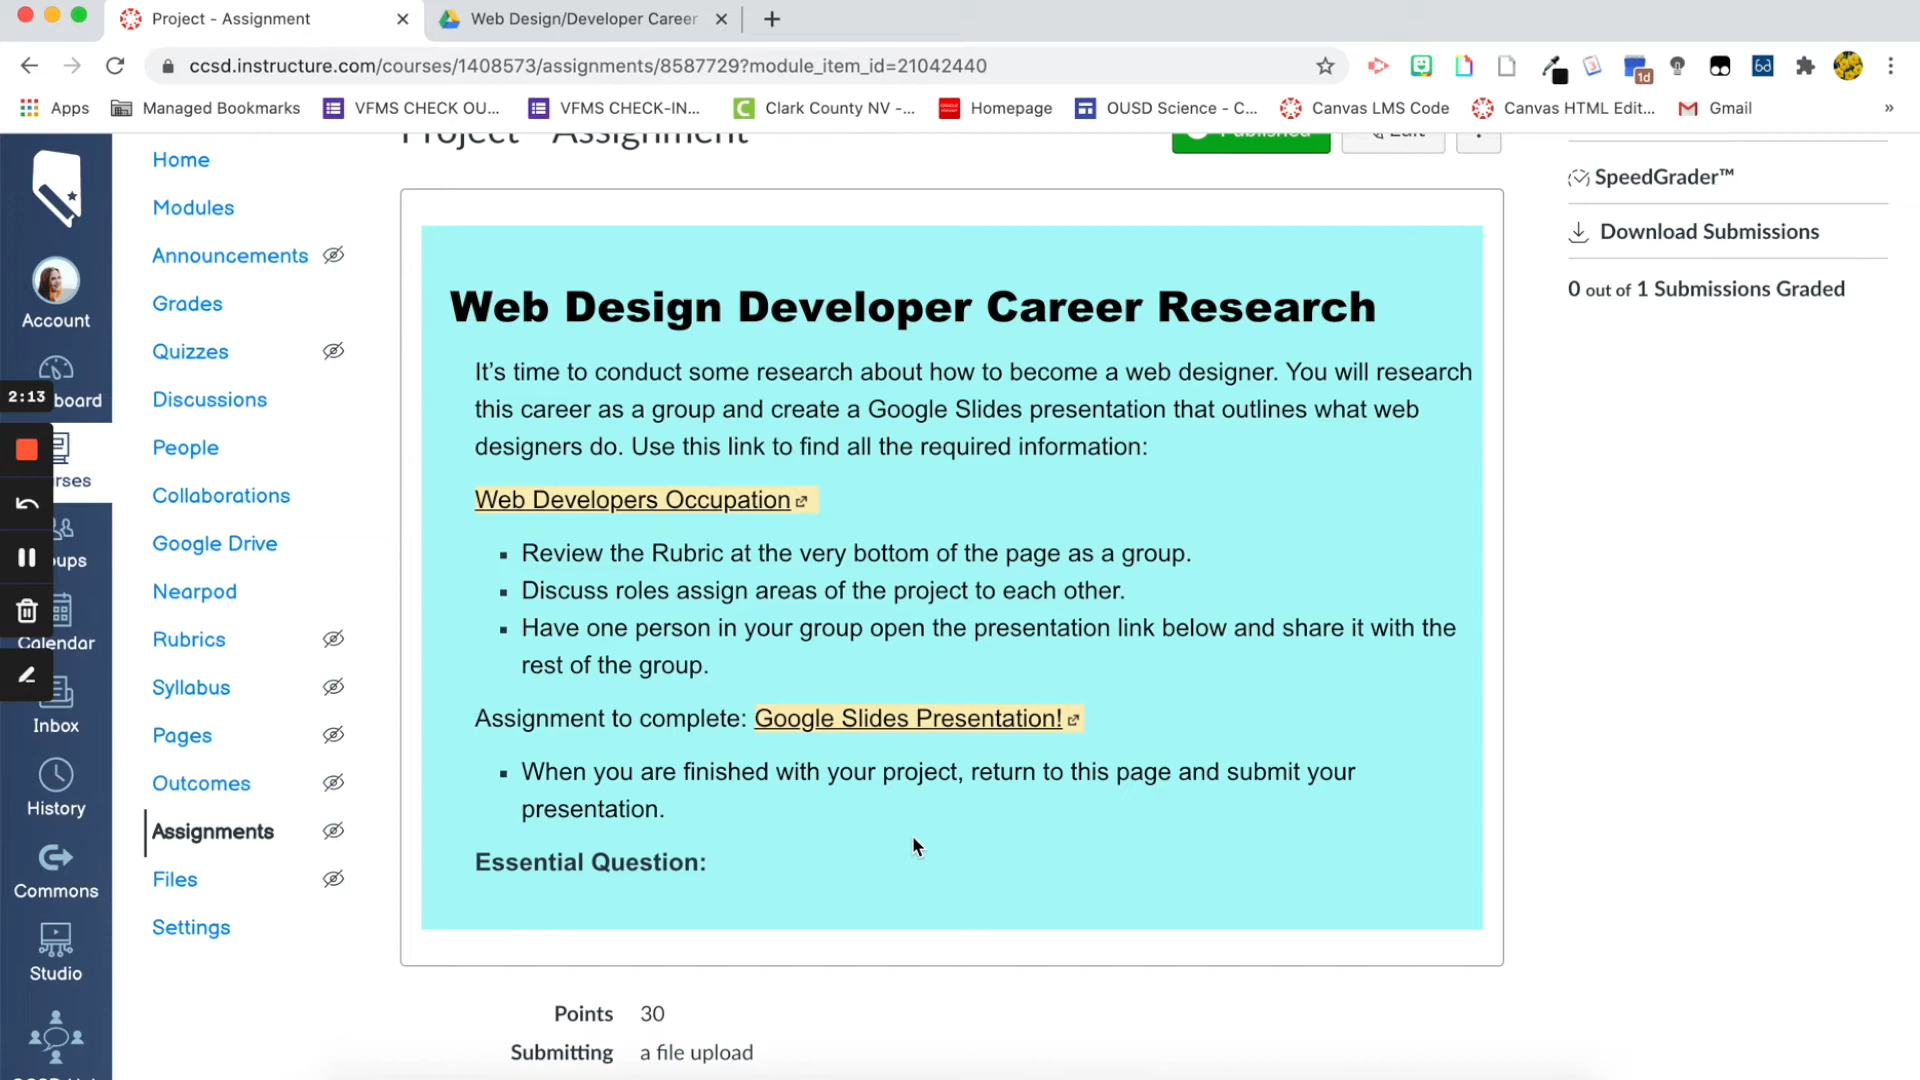 Project - Assignment
Web Design/Developer Career
ccsd.instructure.com/courses/1408573/assignments/8587729?module_item_id=21042440
1d
Apps
Managed Bookmarks
VFMS CHECK OU...
VFMS CHECK-IN...
Clark County NV -...
Homepage
OUSD Science - C...
Canvas LMS Code
Canvas HTML Edit...
Gmail
»
Project - Assignment
Published
Edit
Account
board
2:13
rses
oups
Calendar
Inbox
History
Commons
Studio
Home
Modules
Announcements
Grades
Quizzes
Discussions
People
Collaborations
Google Drive
Nearpod
Rubrics
Syllabus
Pages
Outcomes
Assignments
Files
Settings
Web Design Developer Career Research
It’s time to conduct some research about how to become a web designer. You will research
this career as a group and create a Google Slides presentation that outlines what web
designers do. Use this link to find all the required information:
Web Developers Occupation
▪ Review the Rubric at the very bottom of the page as a group.
▪ Discuss roles assign areas of the project to each other.
▪ Have one person in your group open the presentation link below and share it with the
rest of the group.
Assignment to complete: Google Slides Presentation!
▪ When you are finished with your project, return to this page and submit your
presentation.
Essential Question:
Points 30
Submitting a file upload
SpeedGrader™
Download Submissions
0 out of 1 Submissions Graded